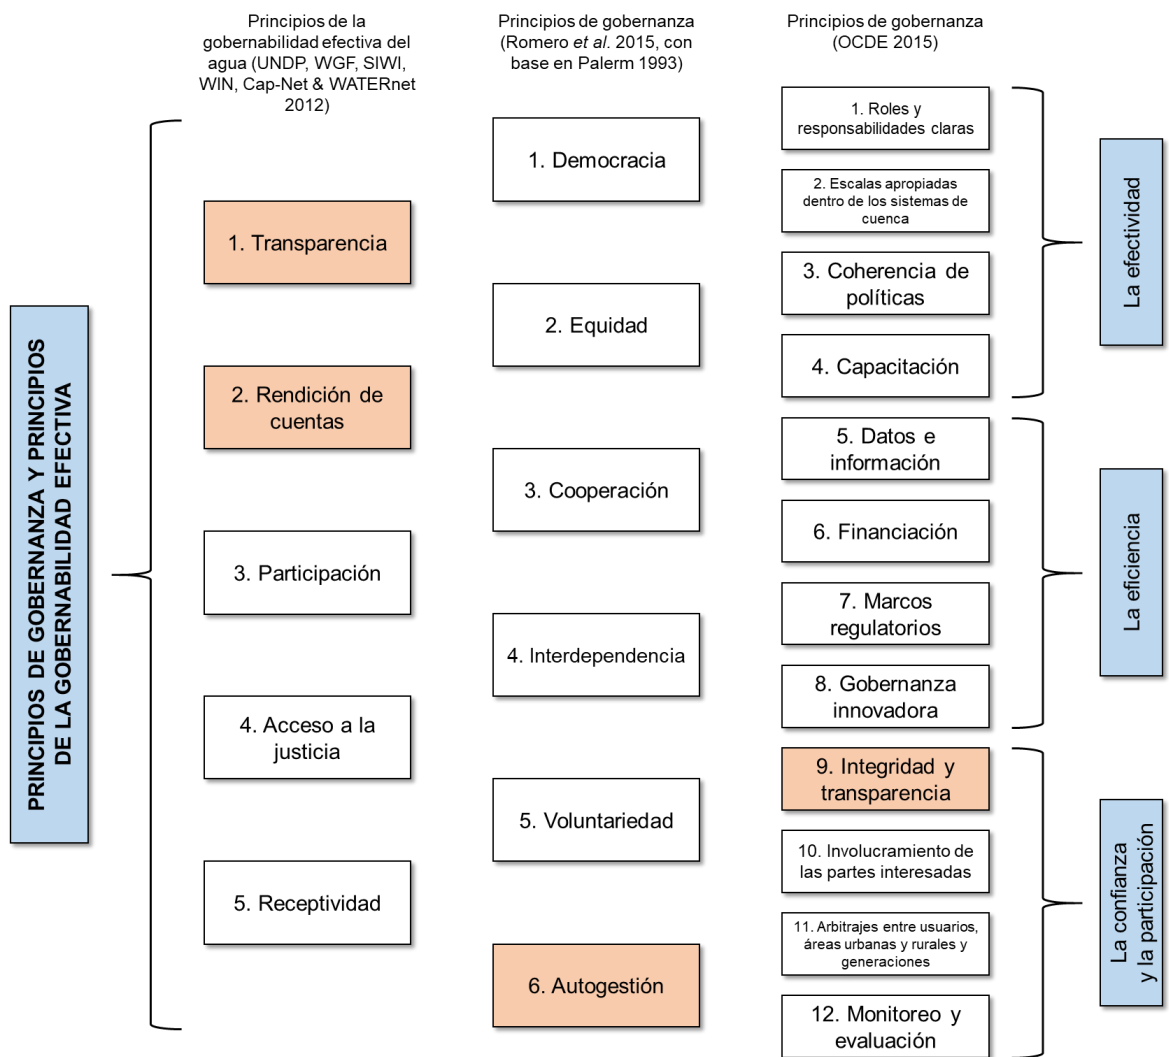 PRINCIPIOS DE GOBERNANZA Y PRINCIPIOS
DE LA GOBERNABILIDAD EFECTIVA
Principios de la
gobernabilidad efectiva del
agua (UNDP, WGF, SIWI,
WIN, Cap-Net & WATERnet
2012)
1. Transparencia
2. Rendición de
cuentas
3. Participación
4. Acceso a la
justicia
5. Receptividad
Principios de gobernanza
(Romero et al. 2015, con
base en Palerm 1993)
1. Democracia
2. Equidad
3. Cooperación
4. Interdependencia
5. Voluntariedad
6. Autogestión
Principios de gobernanza
(OCDE 2015)
1. Roles y
responsabilidades claras
2. Escalas apropiadas
dentro de los sistemas de
cuenca
3. Coherencia de
políticas
4. Capacitación
5. Datos e
información
6. Financiación
7. Marcos
regulatorios
8. Gobernanza
innovadora
9. Integridad y
transparencia
10. Involucramiento de
las partes interesadas
11. Arbitrajes entre usuarios,
áreas urbanas y rurales y
generaciones
12. Monitoreo y
evaluación
La efectividad
La eficiencia
La confianza
y la participación